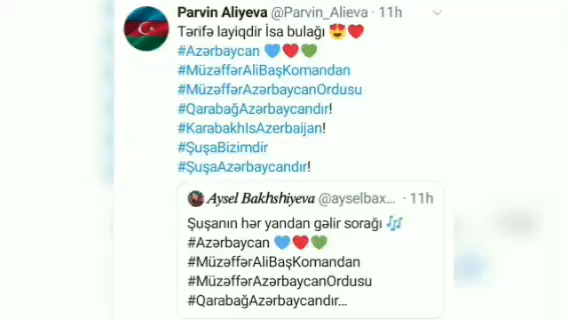 Parvin Aliyeva @Parvin_Alieva · 11h
Tərifə layiqdir İsa bulağı 😍❤️
#Azərbaycan 💙❤️💚
#MüzəffərAliBaşKomandan
#MüzəffərAzərbaycanOrdusu
#QarabağAzərbaycandır!
#KarabakhIsAzerbaijan!
#ŞuşaBizimdir
#ŞuşaAzərbaycandır!
Aysel Bakhshiyeva @ayselbax... · 11h
Şuşanın hər yandan gəlir sorağı 🎶
#Azərbaycan 💙❤️💚
#MüzəffərAliBaşKomandan
#MüzəffərAzərbaycanOrdusu
#QarabağAzərbaycandır...